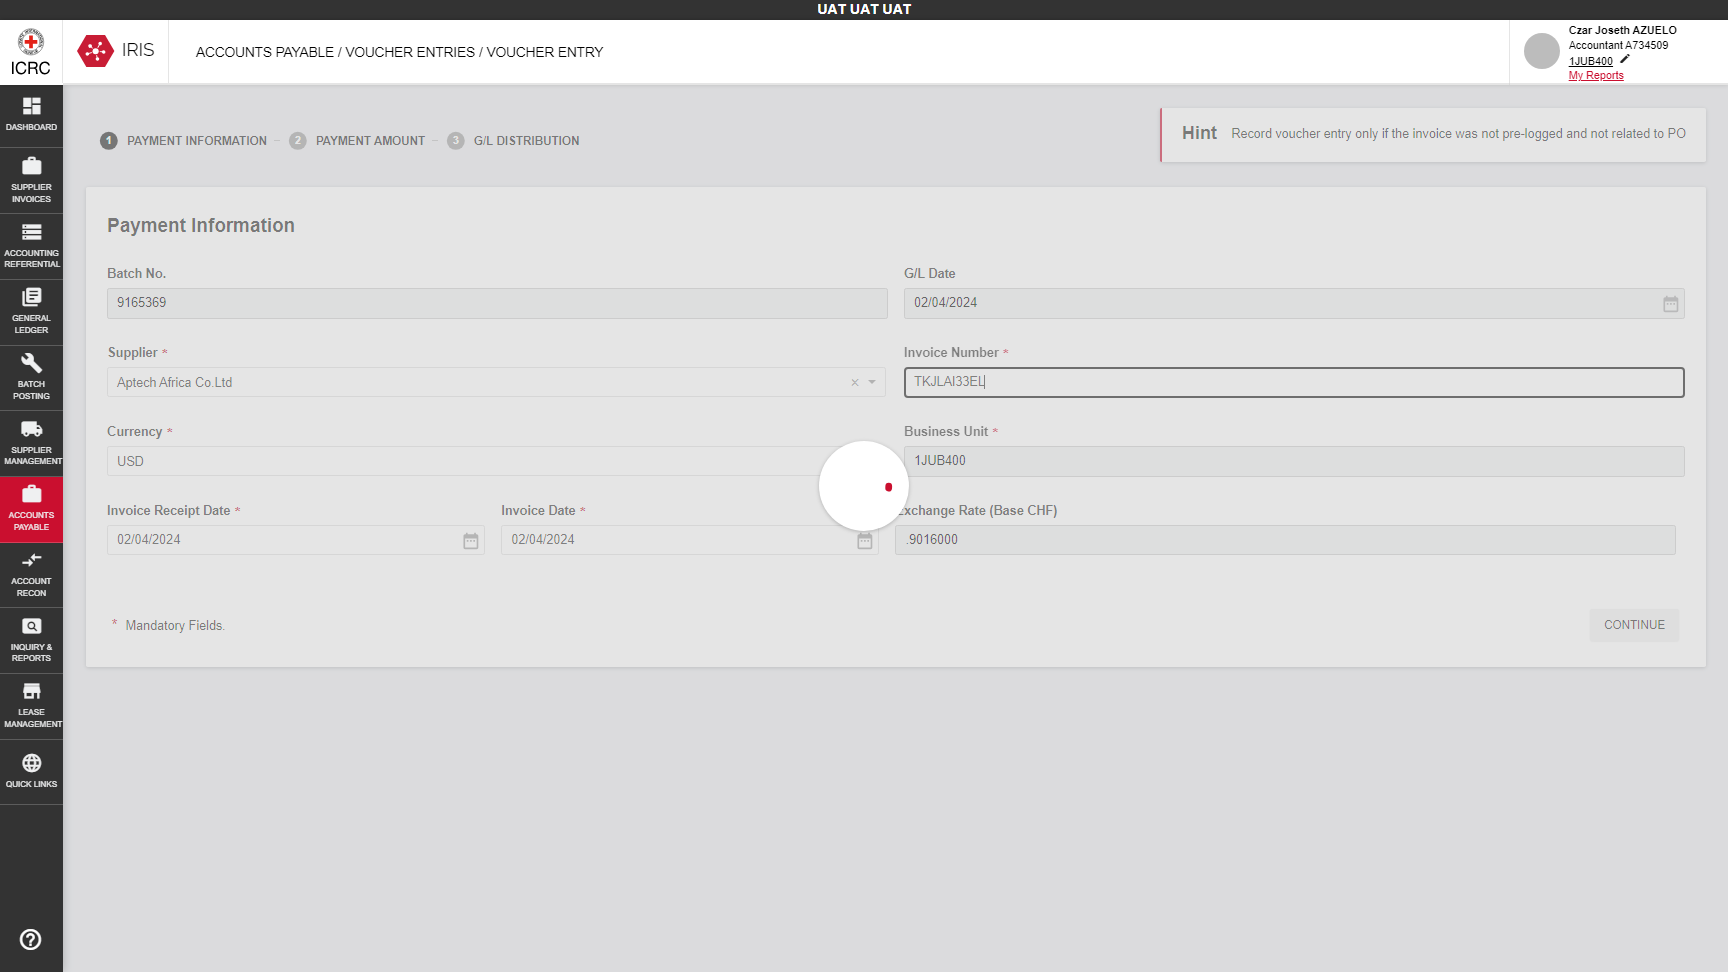 UAT UAT UAT
ICRC
IRIS
ACCOUNTS PAYABLE / VOUCHER ENTRIES / VOUCHER ENTRY
Czar Joseth AZUELO
Accountant A734509
1JUB400
My Reports
DASHBOARD
SUPPLIER
INVOICES
ACCOUNTING
REFERENTIAL
GENERAL
LEDGER
BATCH
POSTING
SUPPLIER
MANAGEMENT
ACCOUNTS
PAYABLE
ACCOUNT
RECON
INQUIRY &
REPORTS
LEASE
MANAGEMENT
QUICK LINKS
1 PAYMENT INFORMATION - 2 PAYMENT AMOUNT - 3 G/L DISTRIBUTION
Hint Record voucher entry only if the invoice was not pre-logged and not related to PO
Payment Information
Batch No.
9165369
G/L Date
02/04/2024
Supplier *
Aptech Africa Co.Ltd
Invoice Number *
TKJLAI33EL
Currency *
USD
Business Unit *
1JUB400
Invoice Receipt Date *
02/04/2024
Invoice Date *
02/04/2024
Exchange Rate (Base CHF)
.9016000
* Mandatory Fields.
CONTINUE